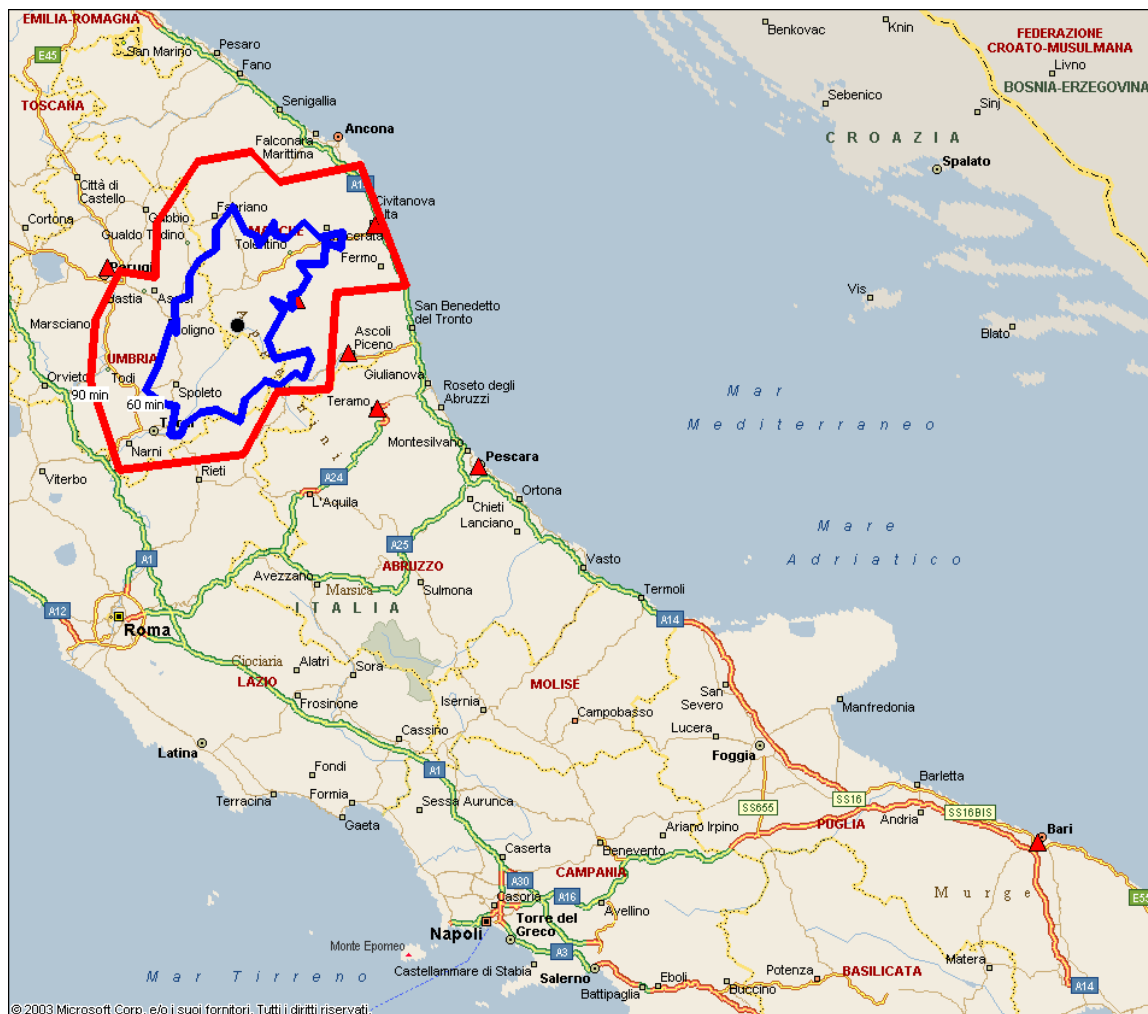 EMILIA-ROMAGNA
San Marino
Pesaro
Fano
E45
TOSCANA
Senigallia
Falconara
Marittima
Ancona
Benkovac
Knin
FEDERAZIONE
CROATO-MUSULMANA
Livno
BOSNIA-ERZEGOVINA
Sebenico
Sinj
CROAZIA
Spalato
Città di
Castello
Cortona
Gubbio
Gualdo Tadino
Fabriano
MARCHE
Tolentino
Macerata
Civitanova
Alta
Fermo
Perugia
Bastia
Marsciano
UMBRIA
Todi
Orvieto
90 min
60 min
Spoleto
Narni
Viterbo
Rieti
Ascoli
Piceno
San Benedetto
del Tronto
Giulianova
Roseto degli
Abruzzi
Teramo
Montesilvano
Pescara
Appennini
Vis
Blato
Mar
Mediterraneo
A24
L'Aquila
Chieti
Ortona
Lanciano
Mare
Adriatico
A1
A25
ABRUZZO
Avezzano
Marsica
Sulmona
Vasto
Termoli
A14
ITALIA
A12
Roma
Ciociaria
Alatri
LAZIO
Sora
Frosinone
MOLISE
Isernia
Campobasso
San
Severo
Lucera
Manfredonia
Foggia
Latina
Cassino
A1
Fondi
Formia
Terracina
Gaeta
Sessa Aurunca
SS16
SS655
Barletta
Andria
SS16BIS
PUGLIA
Bari
Ariano Irpino
Benevento
Caserta
CAMPANIA
A30
A16
Casoria
Avellino
Murge
E55
Napoli
Torre del
Greco
Monte Epomeo
A3
Castellammare di Stabia
Salerno
Mar Tirreno
Battipaglia
Eboli
Buccino
Potenza
BASILICATA
Matera
A14
© 2003 Microsoft Corp. e/o i suoi fornitori. Tutti i diritti riservati.